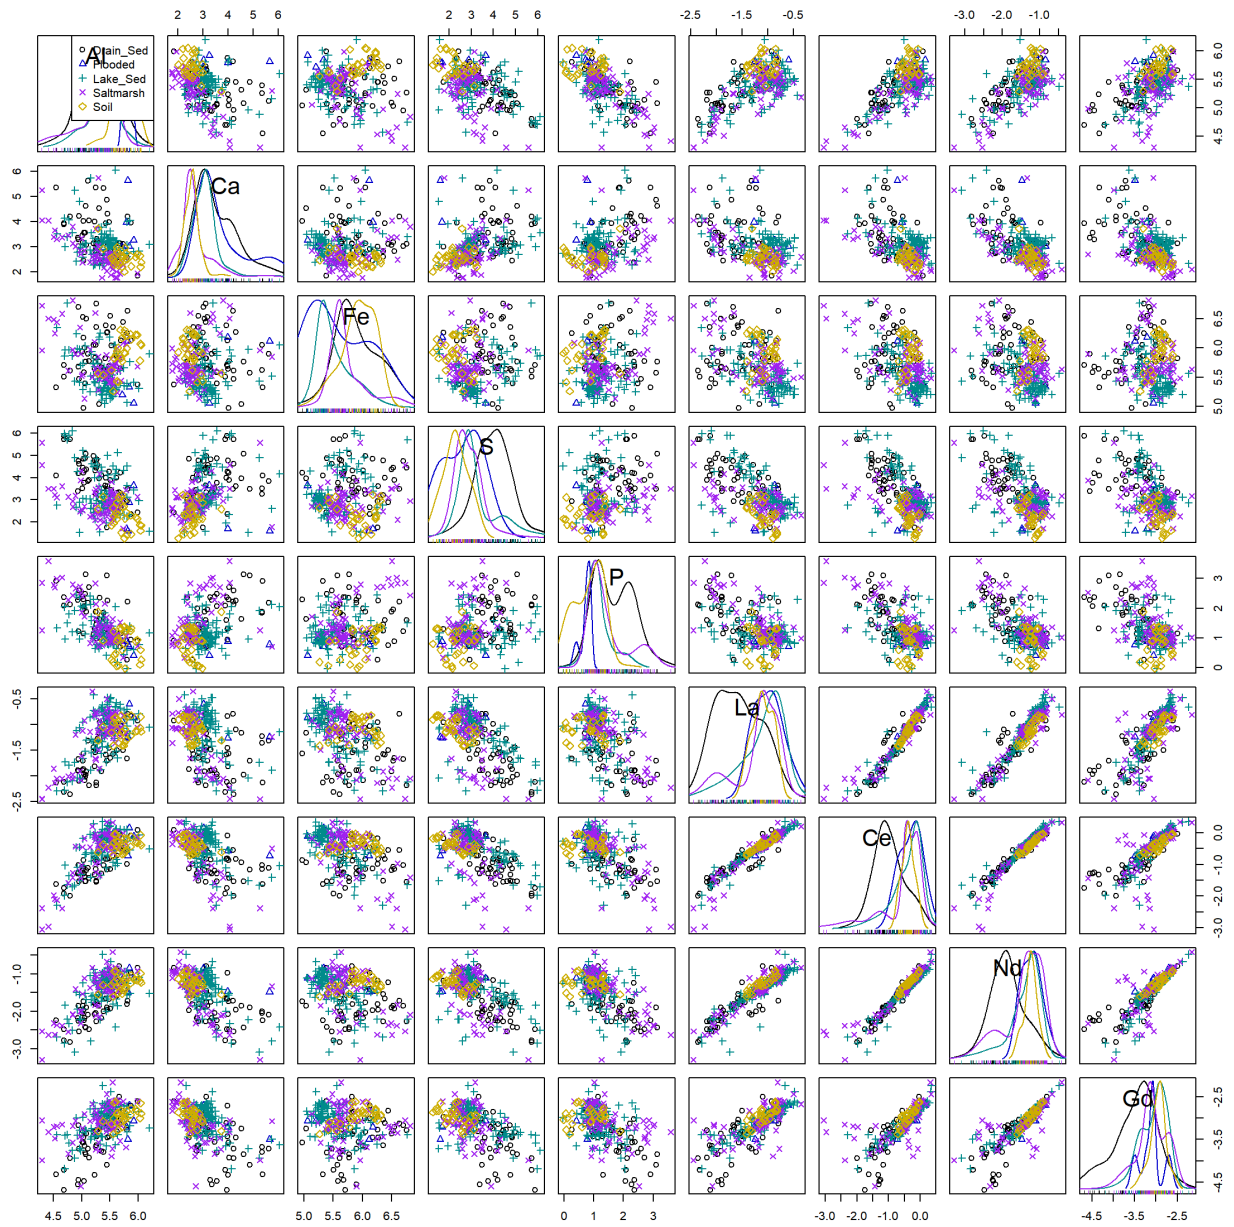 2 3 4 5 6
2 3 4 5 6
-2.5 -1.5 -0.5
-3.0 -2.0 -1.0
Al
Drain_Sed
Flooded
Lake_Sed
Saltmarsh
Soil
4.5 5.0 5.5 6.0
2 3 4 5 6
Ca
Fe
5.0 5.5 6.0 6.5
2 3 4 5 6
S
P
0 1 2 3
-2.5 -1.5 -0.5
La
Ce
-3.0 -2.0 -1.0 0.0
-3.0 -2.0 -1.0
Nd
Gd
-4.5 -3.5 -2.5
4.5 5.0 5.5 6.0
5.0 5.5 6.0 6.5
0 1 2 3
-3.0 -2.0 -1.0 0.0
-4.5 -3.5 -2.5